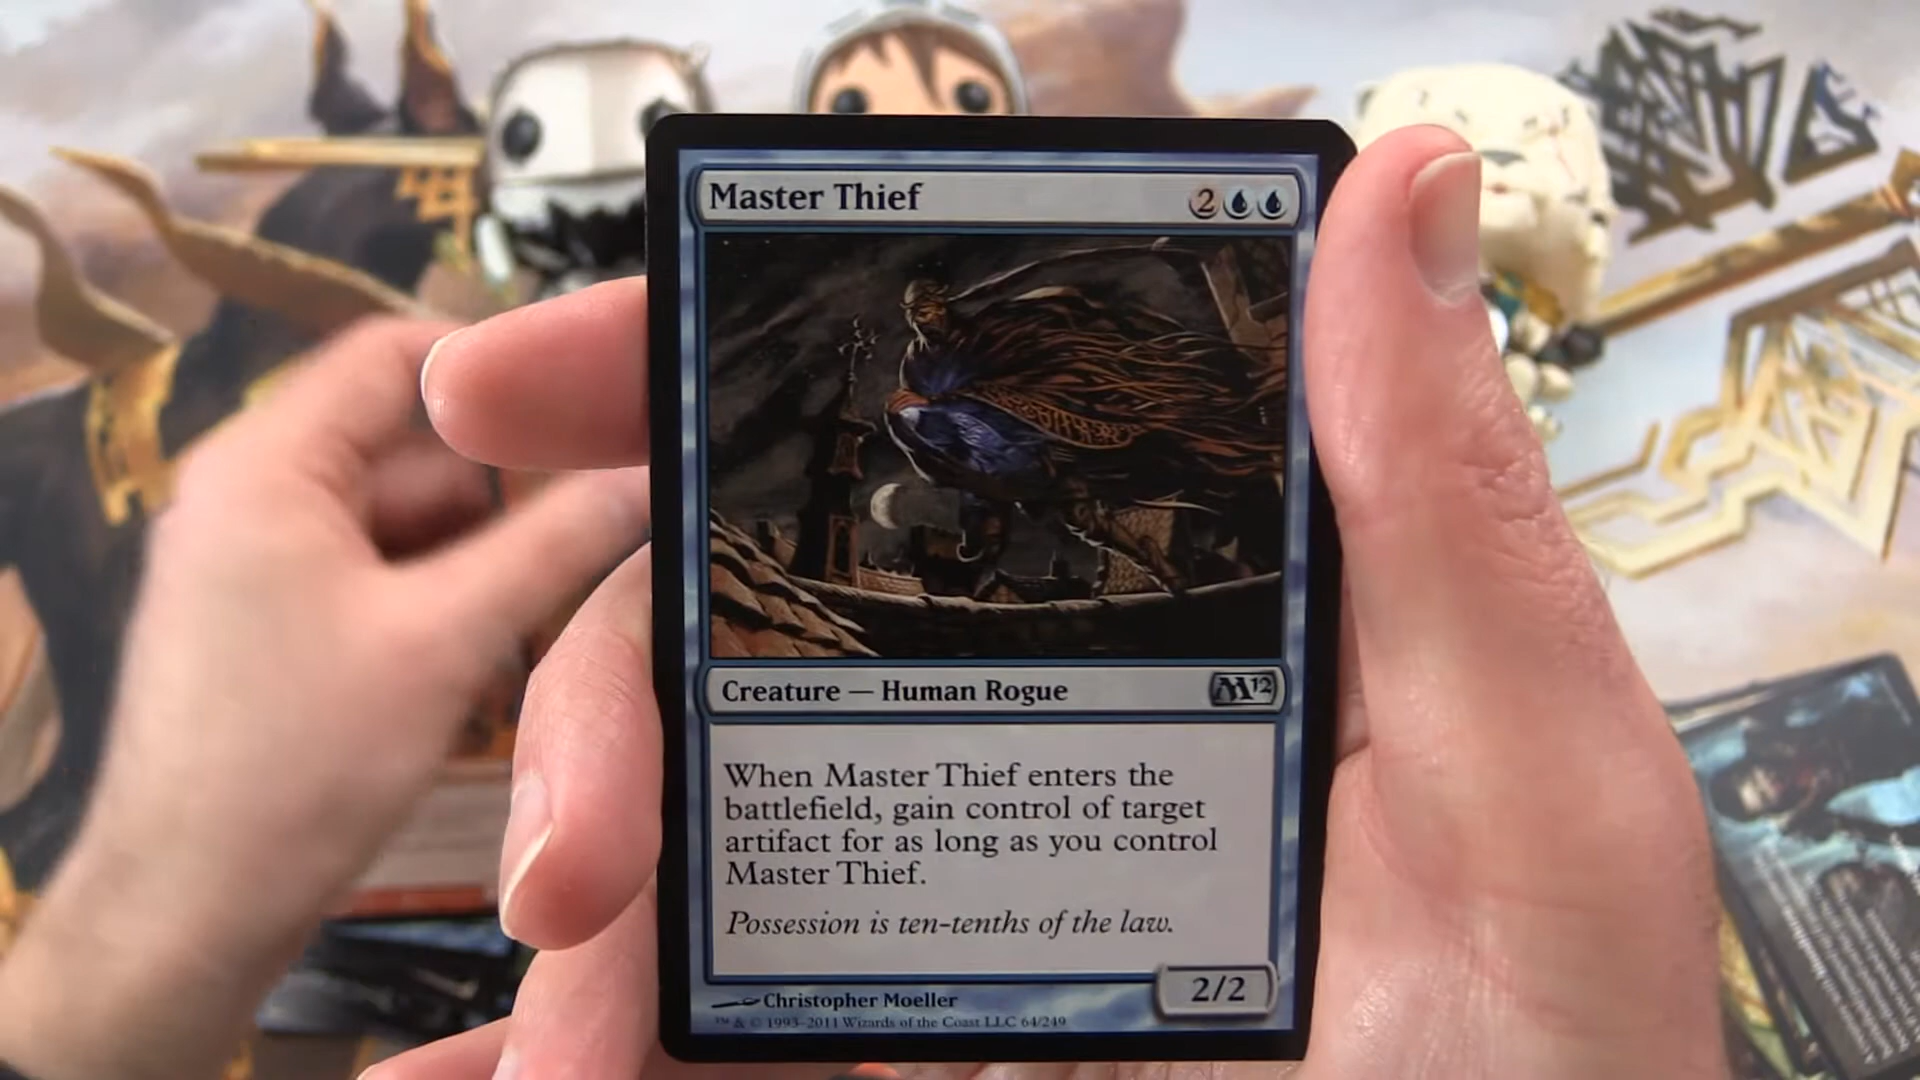 Master Thief 2
Creature — Human Rogue M12
When Master Thief enters the
battlefield, gain control of target
artifact for as long as you control
Master Thief.
Possession is ten-tenths of the law.
2/2
Christopher Moeller
™ & © 1993–2011 Wizards of the Coast LLC 64/249